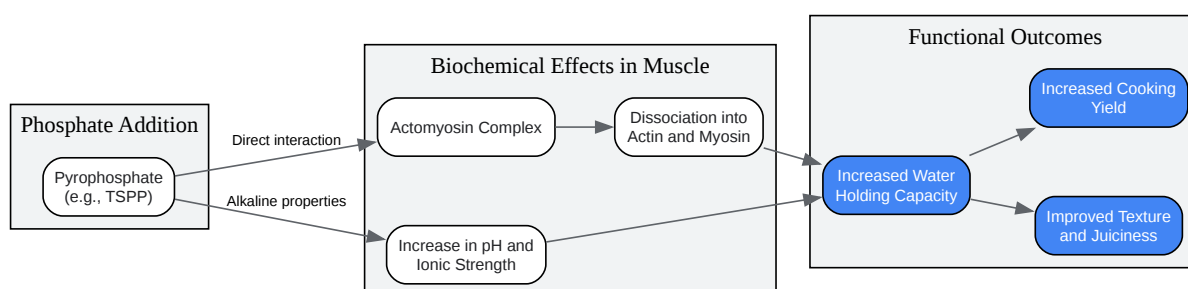 Phosphate Addition
Pyrophosphate
(e.g., TSPP)
Direct interaction
Alkaline properties
Biochemical Effects in Muscle
Actomyosin Complex
Dissociation into
Actin and Myosin
Increase in pH and
Ionic Strength
Functional Outcomes
Increased Water
Holding Capacity
Increased Cooking
Yield
Improved Texture
and Juiciness